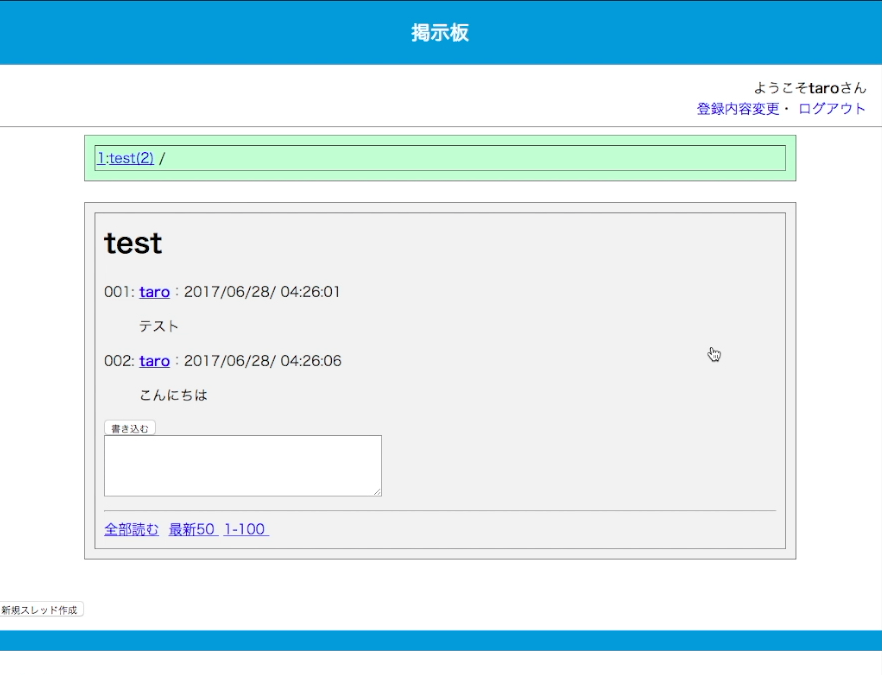 掲示板
ようこそtaroさん
登録内容変更・ ログアウト
1:test(2) /
test
001: taro：2017/06/28/ 04:26:01
テスト
002: taro：2017/06/28/ 04:26:06
こんにちは
書き込む
全部読む 最新50 1-100
新規スレッド作成